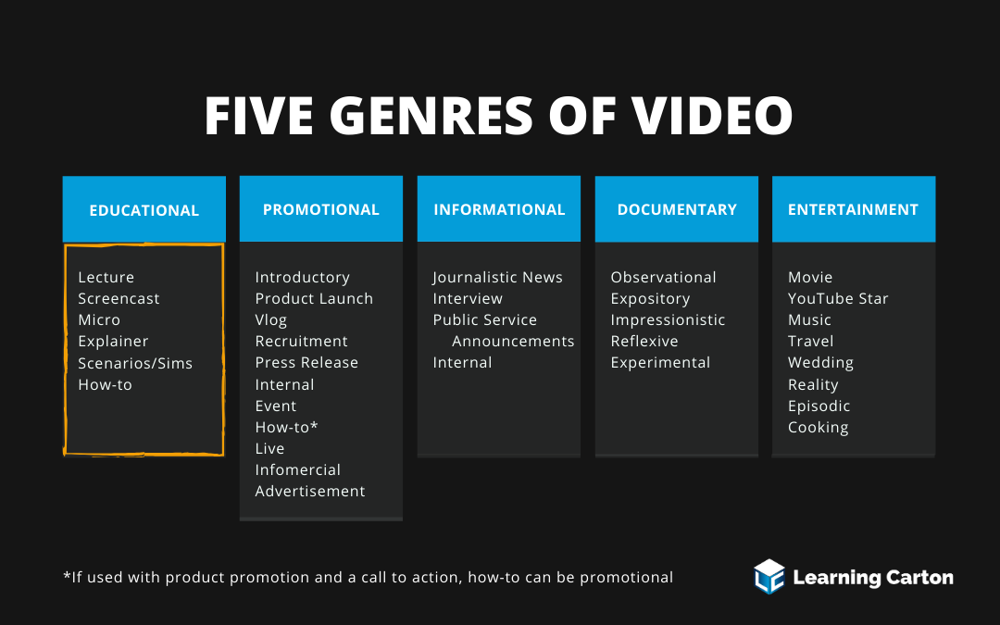 FIVE GENRES OF VIDEO
EDUCATIONAL
Lecture
Screencast
Micro
Explainer
Scenarios/Sims
How-to
PROMOTIONAL
Introductory
Product Launch
Vlog
Recruitment
Press Release
Internal
Event
How-to*
Live
Infomercial
Advertisement
INFORMATIONAL
Journalistic News
Interview
Public Service
Announcements
Internal
DOCUMENTARY
Observational
Expository
Impressionistic
Reflexive
Experimental
ENTERTAINMENT
Movie
YouTube Star
Music
Travel
Wedding
Reality
Episodic
Cooking
*If used with product promotion and a call to action, how-to can be promotional
Learning Carton